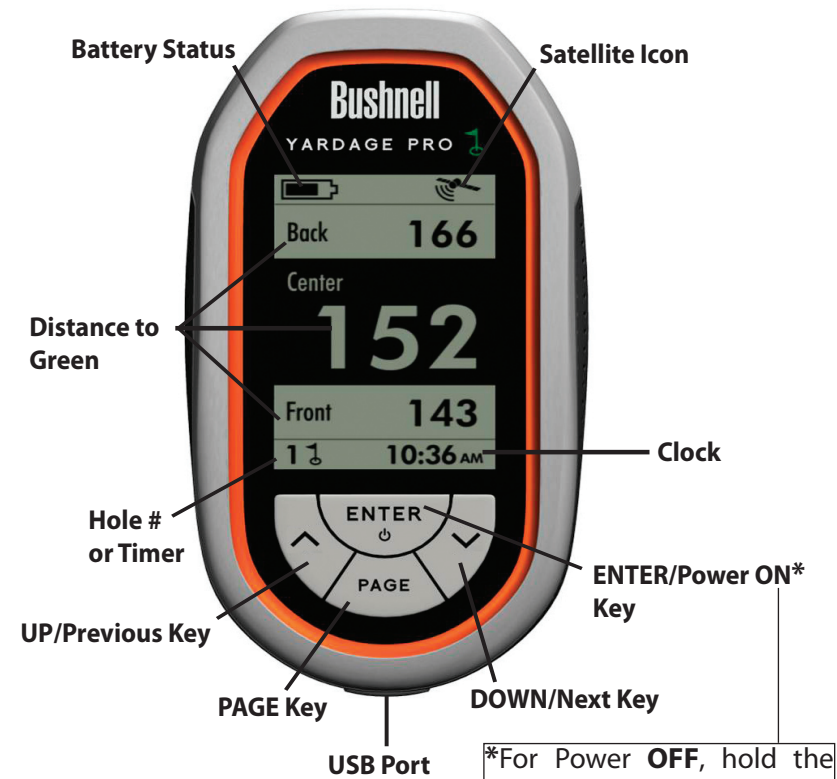 Battery Status
Satellite Icon
Bushnell
YARDAGE PRO
Back 166
Center
152
Distance to
Green
Front 143
1 10:36 AM
Clock
Hole #
or Timer
ENTER
PAGE
ENTER/Power ON*
Key
UP/Previous Key
PAGE Key
DOWN/Next Key
USB Port
*For Power OFF, hold the